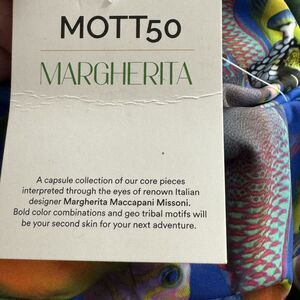 MOTT50
MARGHERITA
A capsule collection of our core pieces
interpreted through the eyes of renown Italian
designer Margherita Maccapani Missoni.
Bold color combinations and geo tribal motifs will
be your second skin for your next adventure.